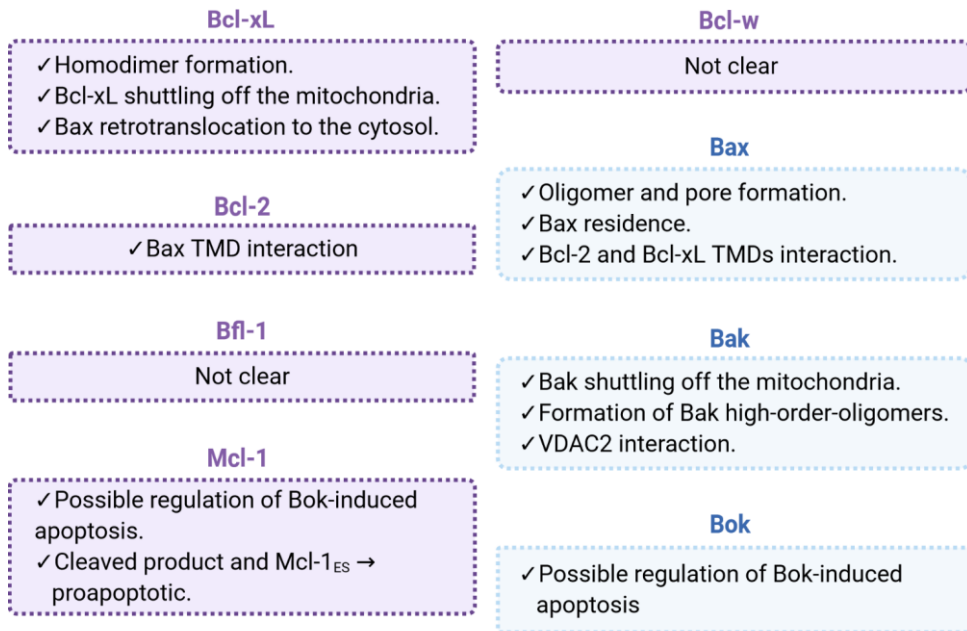 Bcl-xL
✓Homodimer formation.
✓Bcl-xL shuttling off the mitochondria.
✓Bax retrotranslocation to the cytosol.
Bcl-2
✓Bax TMD interaction
Bfl-1
Not clear
Mcl-1
✓Possible regulation of Bok-induced
apoptosis.
✓Cleaved product and Mcl-1ES →
proapoptotic.
Bcl-w
Not clear
Bax
✓Oligomer and pore formation.
✓Bax residence.
✓Bcl-2 and Bcl-xL TMDs interaction.
Bak
✓Bak shuttling off the mitochondria.
✓Formation of Bak high-order-oligomers.
✓VDAC2 interaction.
Bok
✓Possible regulation of Bok-induced
apoptosis